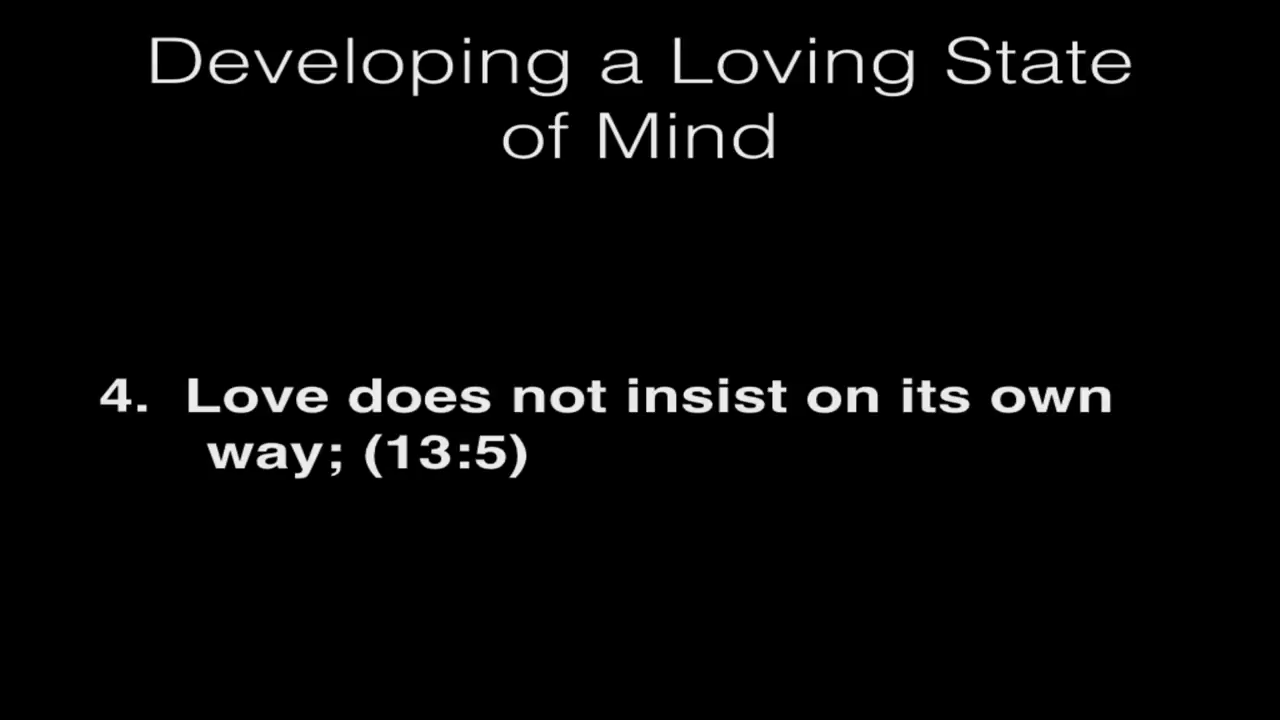 Developing a Loving State
of Mind
4. Love does not insist on its own
way; (13:5)